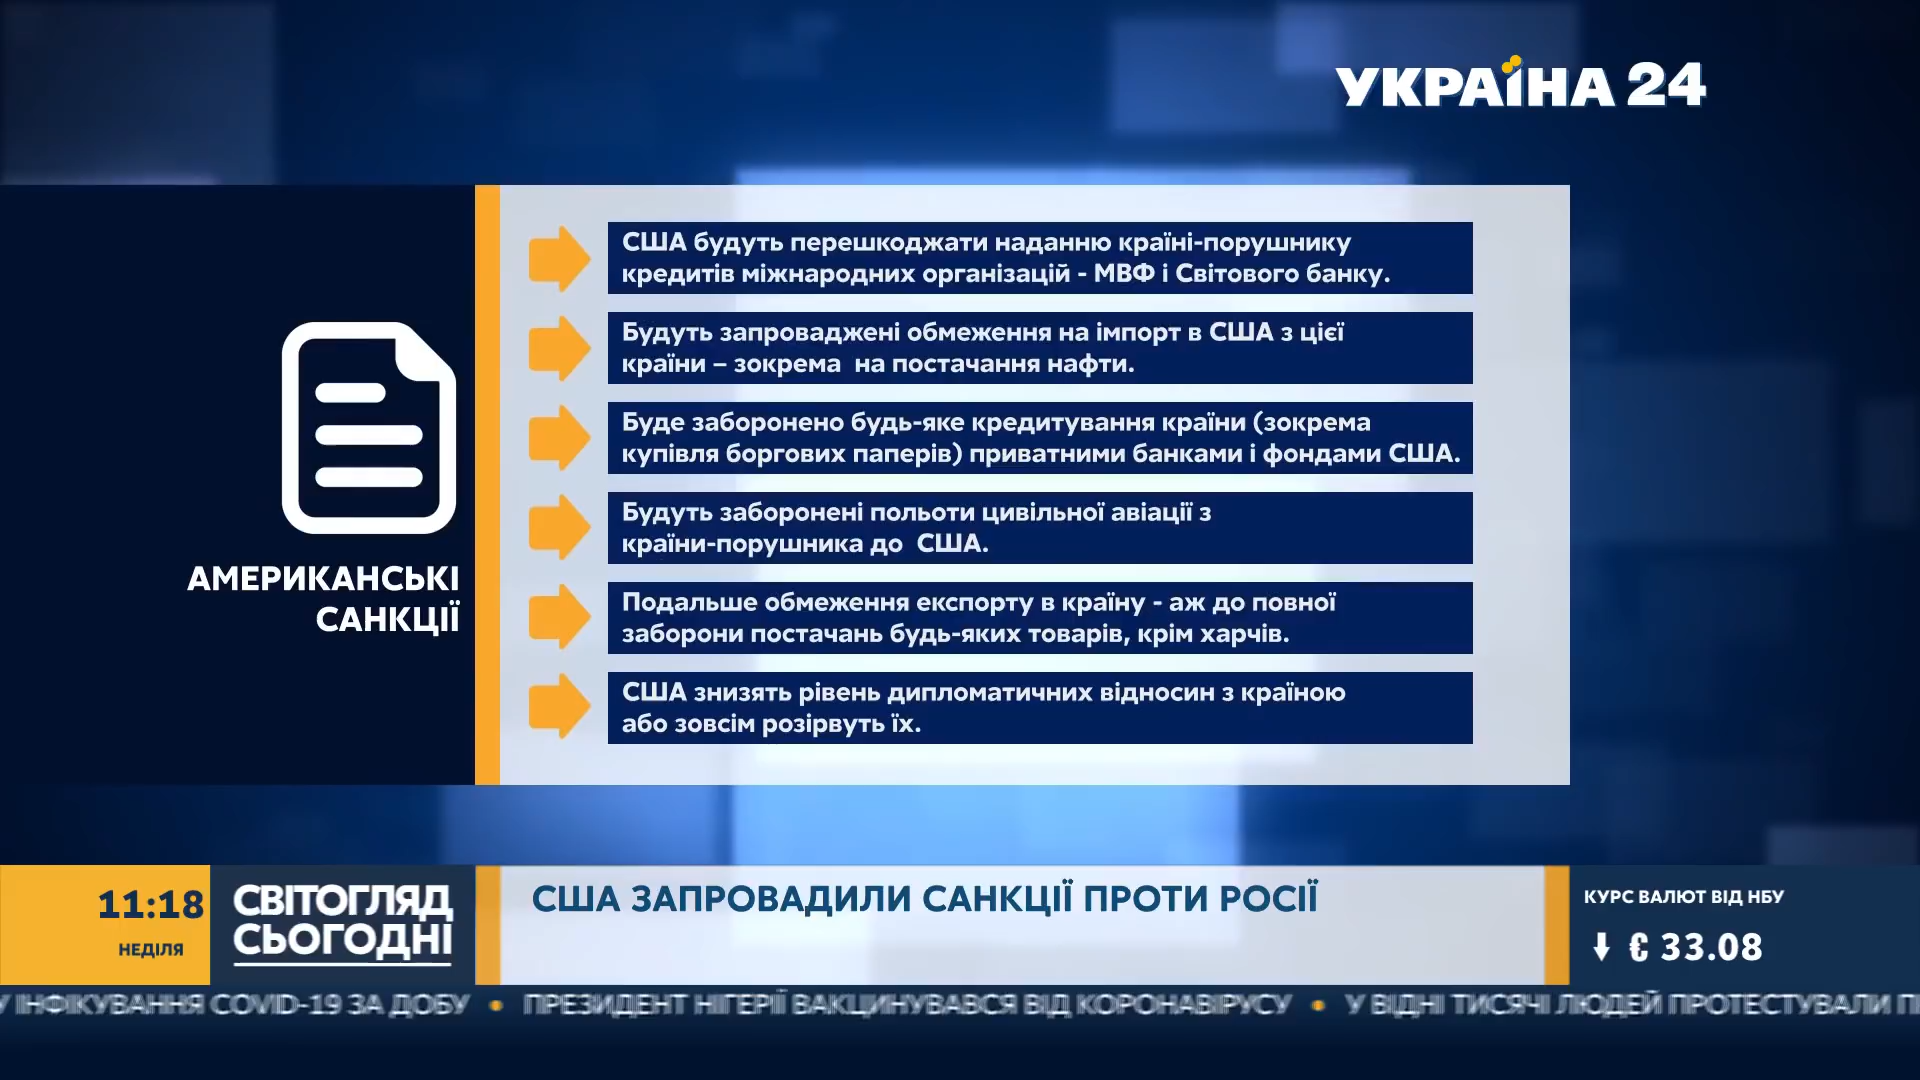 УКРАЇНА 24
США будуть перешкоджати наданню країні-порушнику
кредитів міжнародних організацій - МВФ і Світового банку.
Будуть запроваджені обмеження на імпорт в США з цієї
країни – зокрема  на постачання нафти.
Буде заборонено будь-яке кредитування країни (зокрема
купівля боргових паперів) приватними банками і фондами США.
Будуть заборонені польоти цивільної авіації з
країни-порушника до  США.
Подальше обмеження експорту в країну - аж до повної
заборони постачань будь-яких товарів, крім харчів.
США знизять рівень дипломатичних відносин з країною
або зовсім розірвуть їх.
АМЕРИКАНСЬКІ
САНКЦІЇ
11:18
НЕДІЛЯ
СВІТОГЛЯД
СЬОГОДНІ
США ЗАПРОВАДИЛИ САНКЦІЇ ПРОТИ РОСІЇ
КУРС ВАЛЮТ ВІД НБУ
€ 33.08
У ІНФІКУВАННЯ COVID-19 ЗА ДОБУ • ПРЕЗИДЕНТ НІГЕРІЇ ВАКЦИНУВАВСЯ ВІД КОРОНАВІРУСУ • У ВІДНІ ТИСЯЧІ ЛЮДЕЙ ПРОТЕСТУВАЛИ